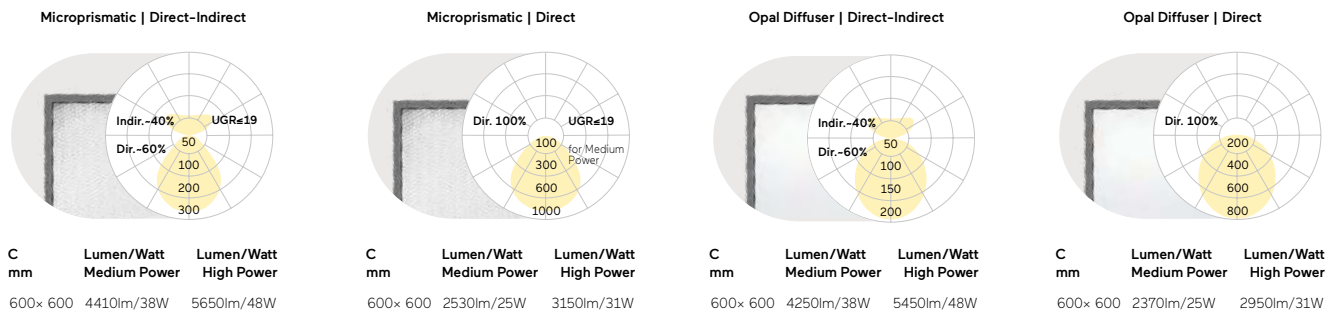 Microprismatic | Direct-Indirect
Indir.~40%
UGR≤19
Dir.~60%
50
100
200
300
C
mm
Lumen/Watt
Medium Power
Lumen/Watt
High Power
600× 600 4410lm/38W 5650lm/48W
Microprismatic | Direct
Dir. 100%
UGR≤19
for Medium
Power
100
300
600
1000
C
mm
Lumen/Watt
Medium Power
Lumen/Watt
High Power
600× 600 2530lm/25W 3150lm/31W
Opal Diffuser | Direct-Indirect
Indir.~40%
Dir.~60%
50
100
150
200
C
mm
Lumen/Watt
Medium Power
Lumen/Watt
High Power
600× 600 4250lm/38W 5450lm/48W
Opal Diffuser | Direct
Dir. 100%
200
400
600
800
C
mm
Lumen/Watt
Medium Power
Lumen/Watt
High Power
600× 600 2370lm/25W 2950lm/31W